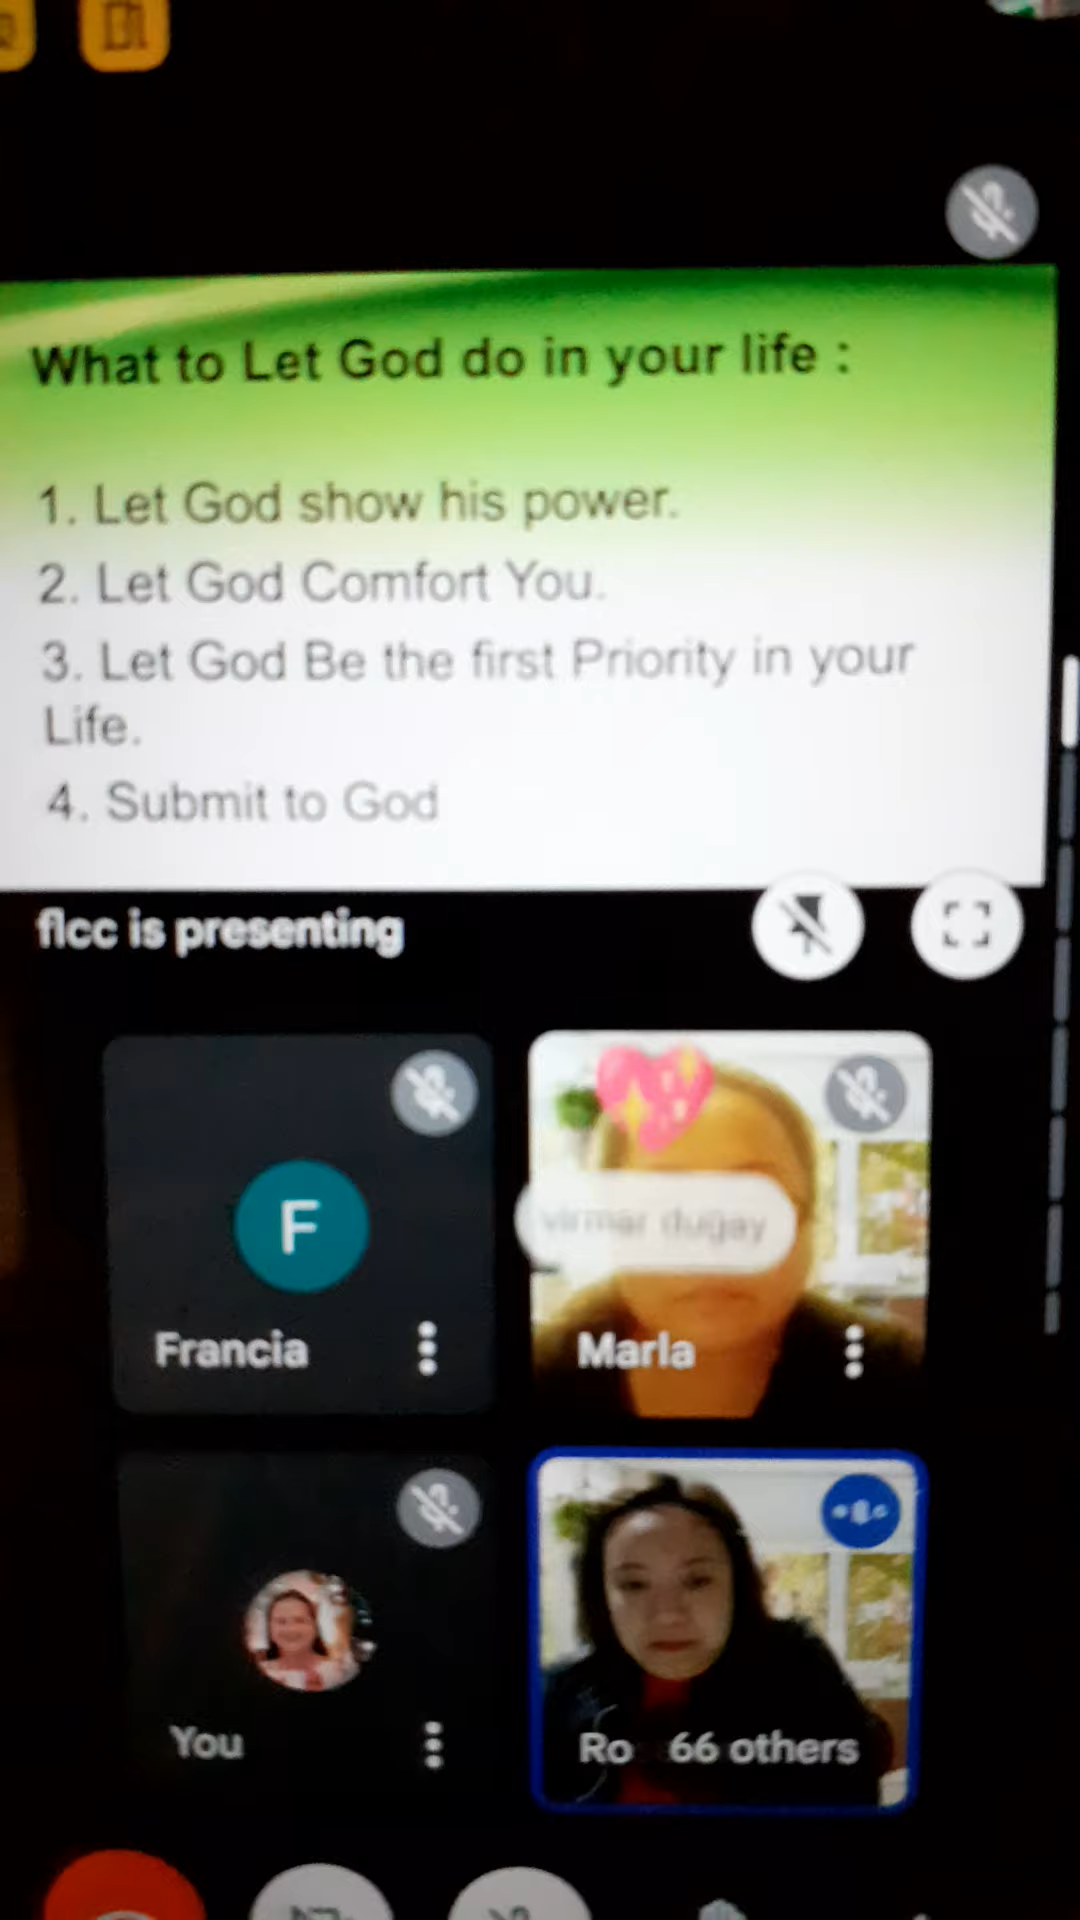 What to Let God do in your life :
1. Let God show his power.
2. Let God Comfort You.
3. Let God Be the first Priority in your
Life.
4. Submit to God
flcc is presenting
F
Francia
virmar dugay
Marla
You
Ro 66 others